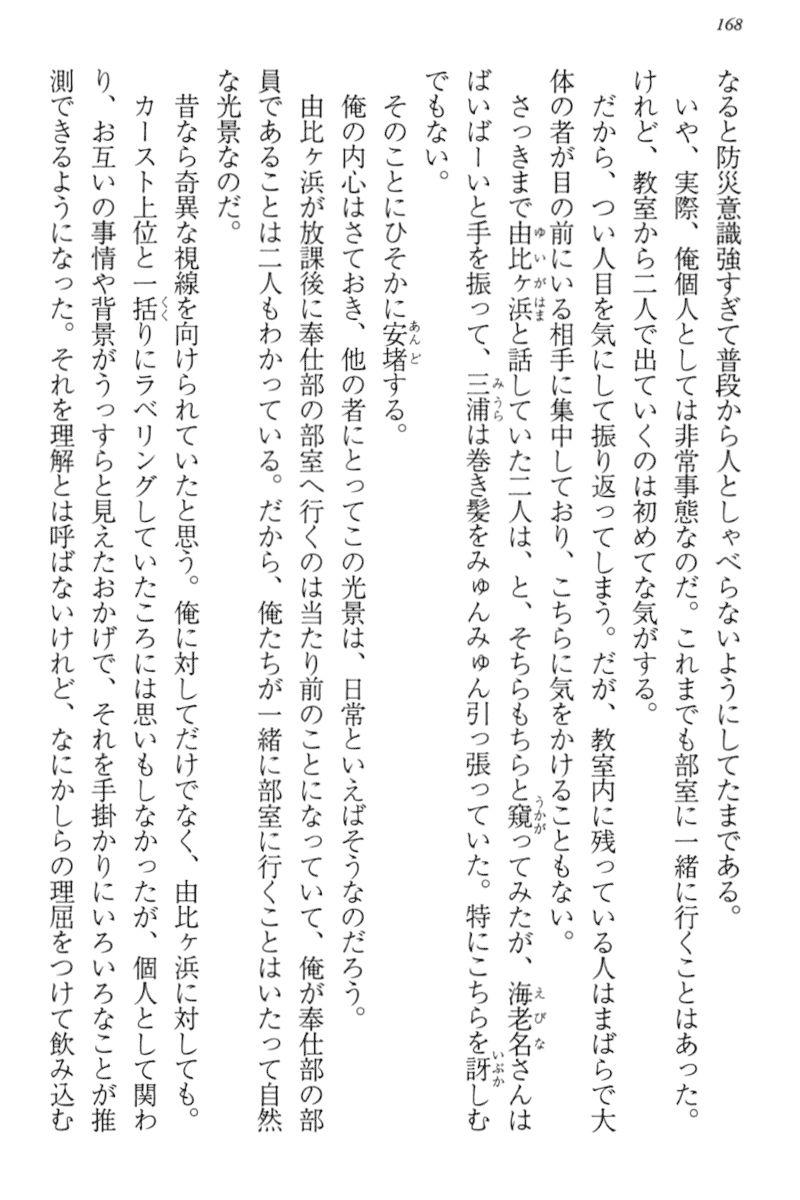 168
なると防災意識強すぎて普段から人としゃべらないようにしてたまである。
いや、実際、俺個人としては非常事態なのだ。これまでも部室に一緒に行くことはあった。
けれど、教室から二人で出ていくのは初めてな気がする。
だから、つい人目を気にして振り返ってしまう。だが、教室内に残っている人はまばらで大
体の者が目の前にいる相手に集中しており、こちらに気をかけることもない。
さっきまで由比ヶ浜と話していた二人は、と、そちらもちらと窺ってみたが、海老名さんは
ばいばーいと手を振って、三浦は巻き髪をみゅんみゅん引っ張っていた。特にこちらを訝しむ
でもない。
そのことにひそかに安堵する。
俺の内心はさておき、他の者にとってこの光景は、日常といえばそうなのだろう。
由比ヶ浜が放課後に奉仕部の部室へ行くのは当たり前のことになっていて、俺が奉仕部の部
員であることは二人もわかっている。だから、俺たちが一緒に部室に行くことはいたって自然
な光景なのだ。
昔なら奇異な視線を向けられていたと思う。俺に対してだけでなく、由比ヶ浜に対しても。
カースト上位と一括りにラベリングしていたころには思いもしなかったが、個人として関わ
り、お互いの事情や背景がうっすらと見えたおかげで、それを手掛かりにいろいろなことが推
測できるようになった。それを理解とは呼ばないけれど、なにかしらの理屈をつけて飲み込む